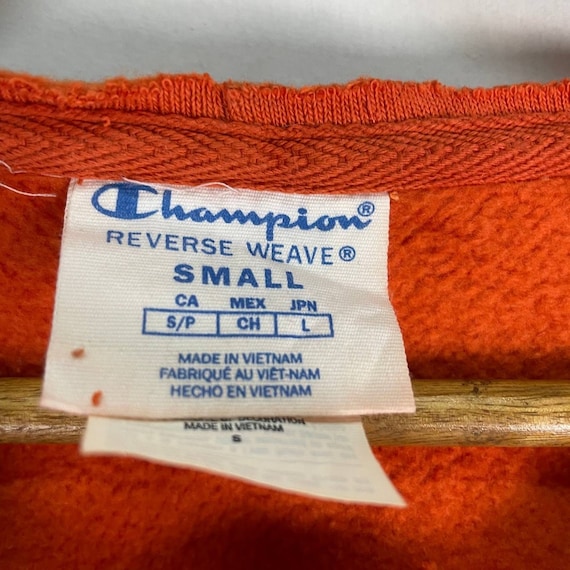 Champion®
REVERSE WEAVE®
SMALL
CA MEX JPN
S/P CH L
MADE IN VIETNAM
FABRIQUÉ AU VIÊT-NAM
HECHO EN VIETNAM
MADE IN VIETNAM
S